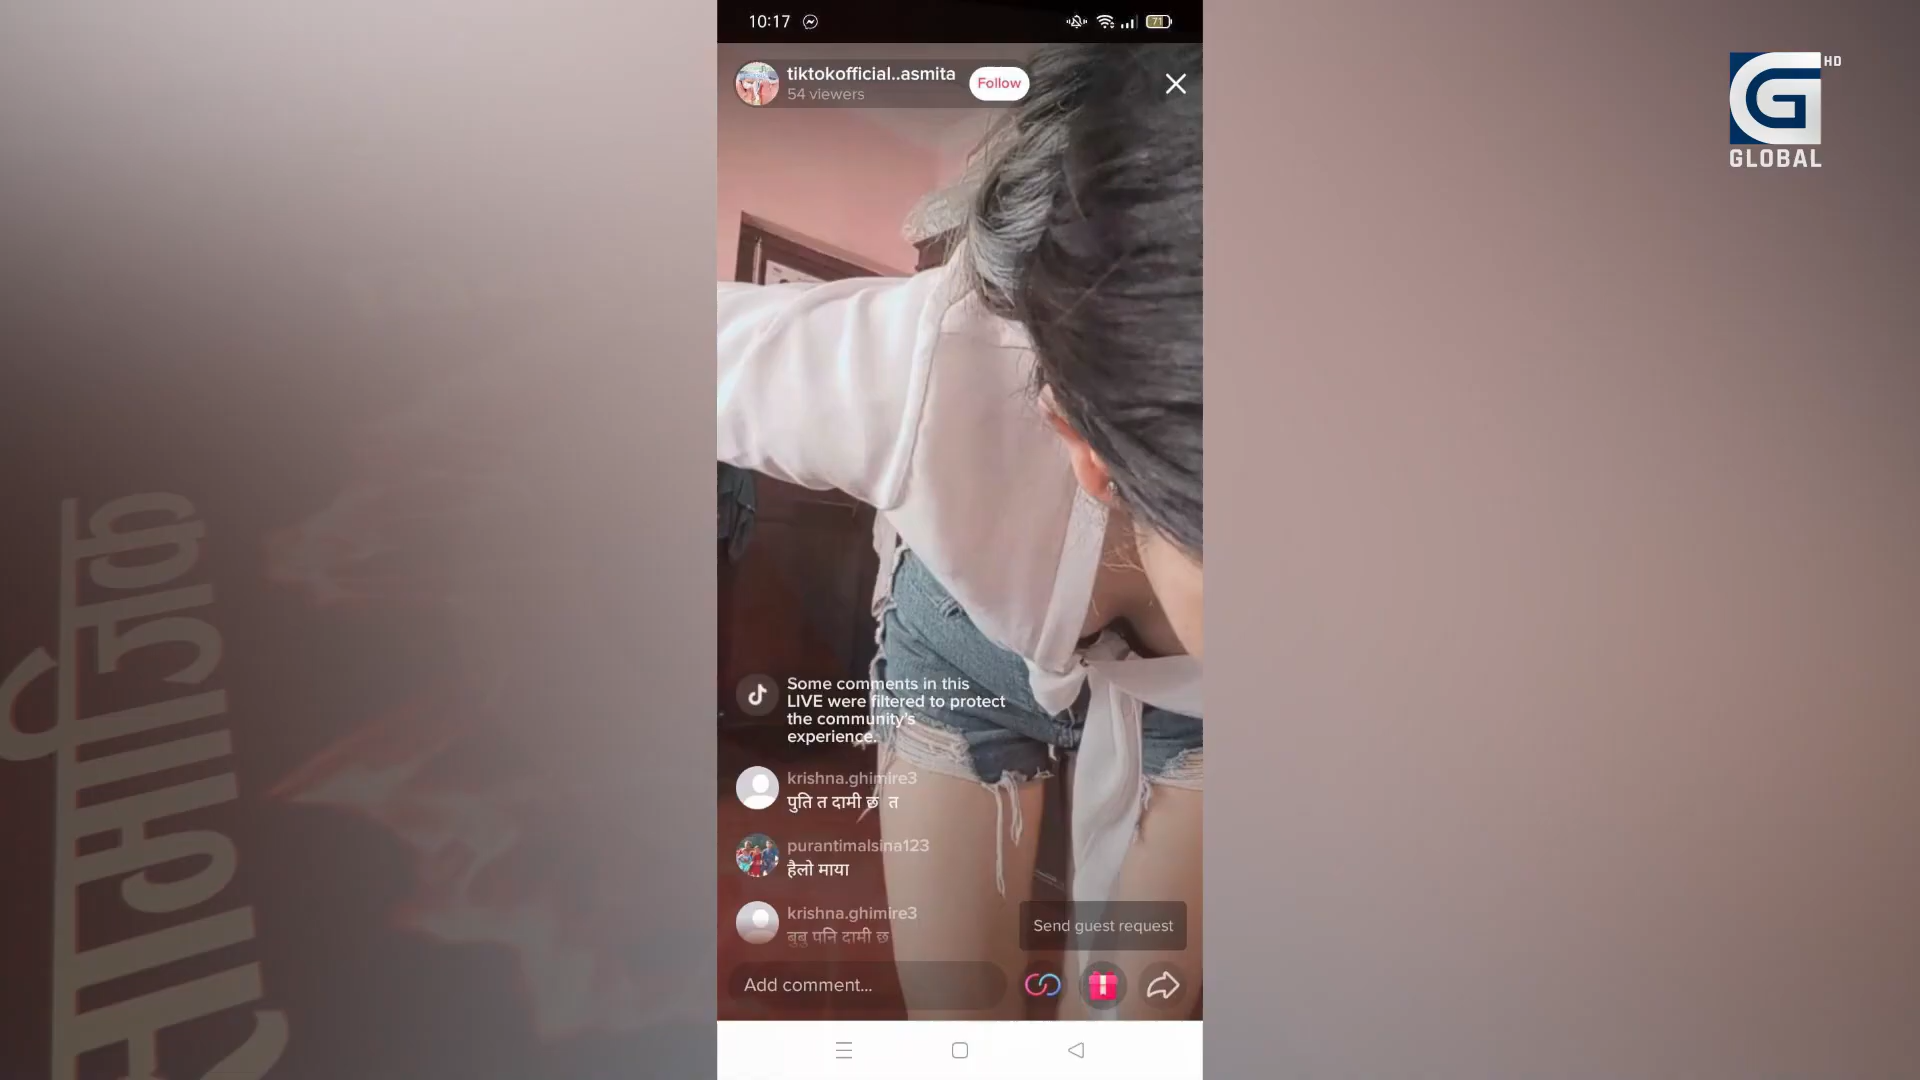 10:17
71
tiktokofficial..asmita
54 viewers
Follow
HD
GLOBAL
Some comments in this
LIVE were filtered to protect
the community's
experience.
krishna.ghimire3
पुति त दामी छ त
purantimalsina123
हैलो माया
krishna.ghimire3
बुबु पनि दामी छ
Send guest request
Add comment...
सामाजिक